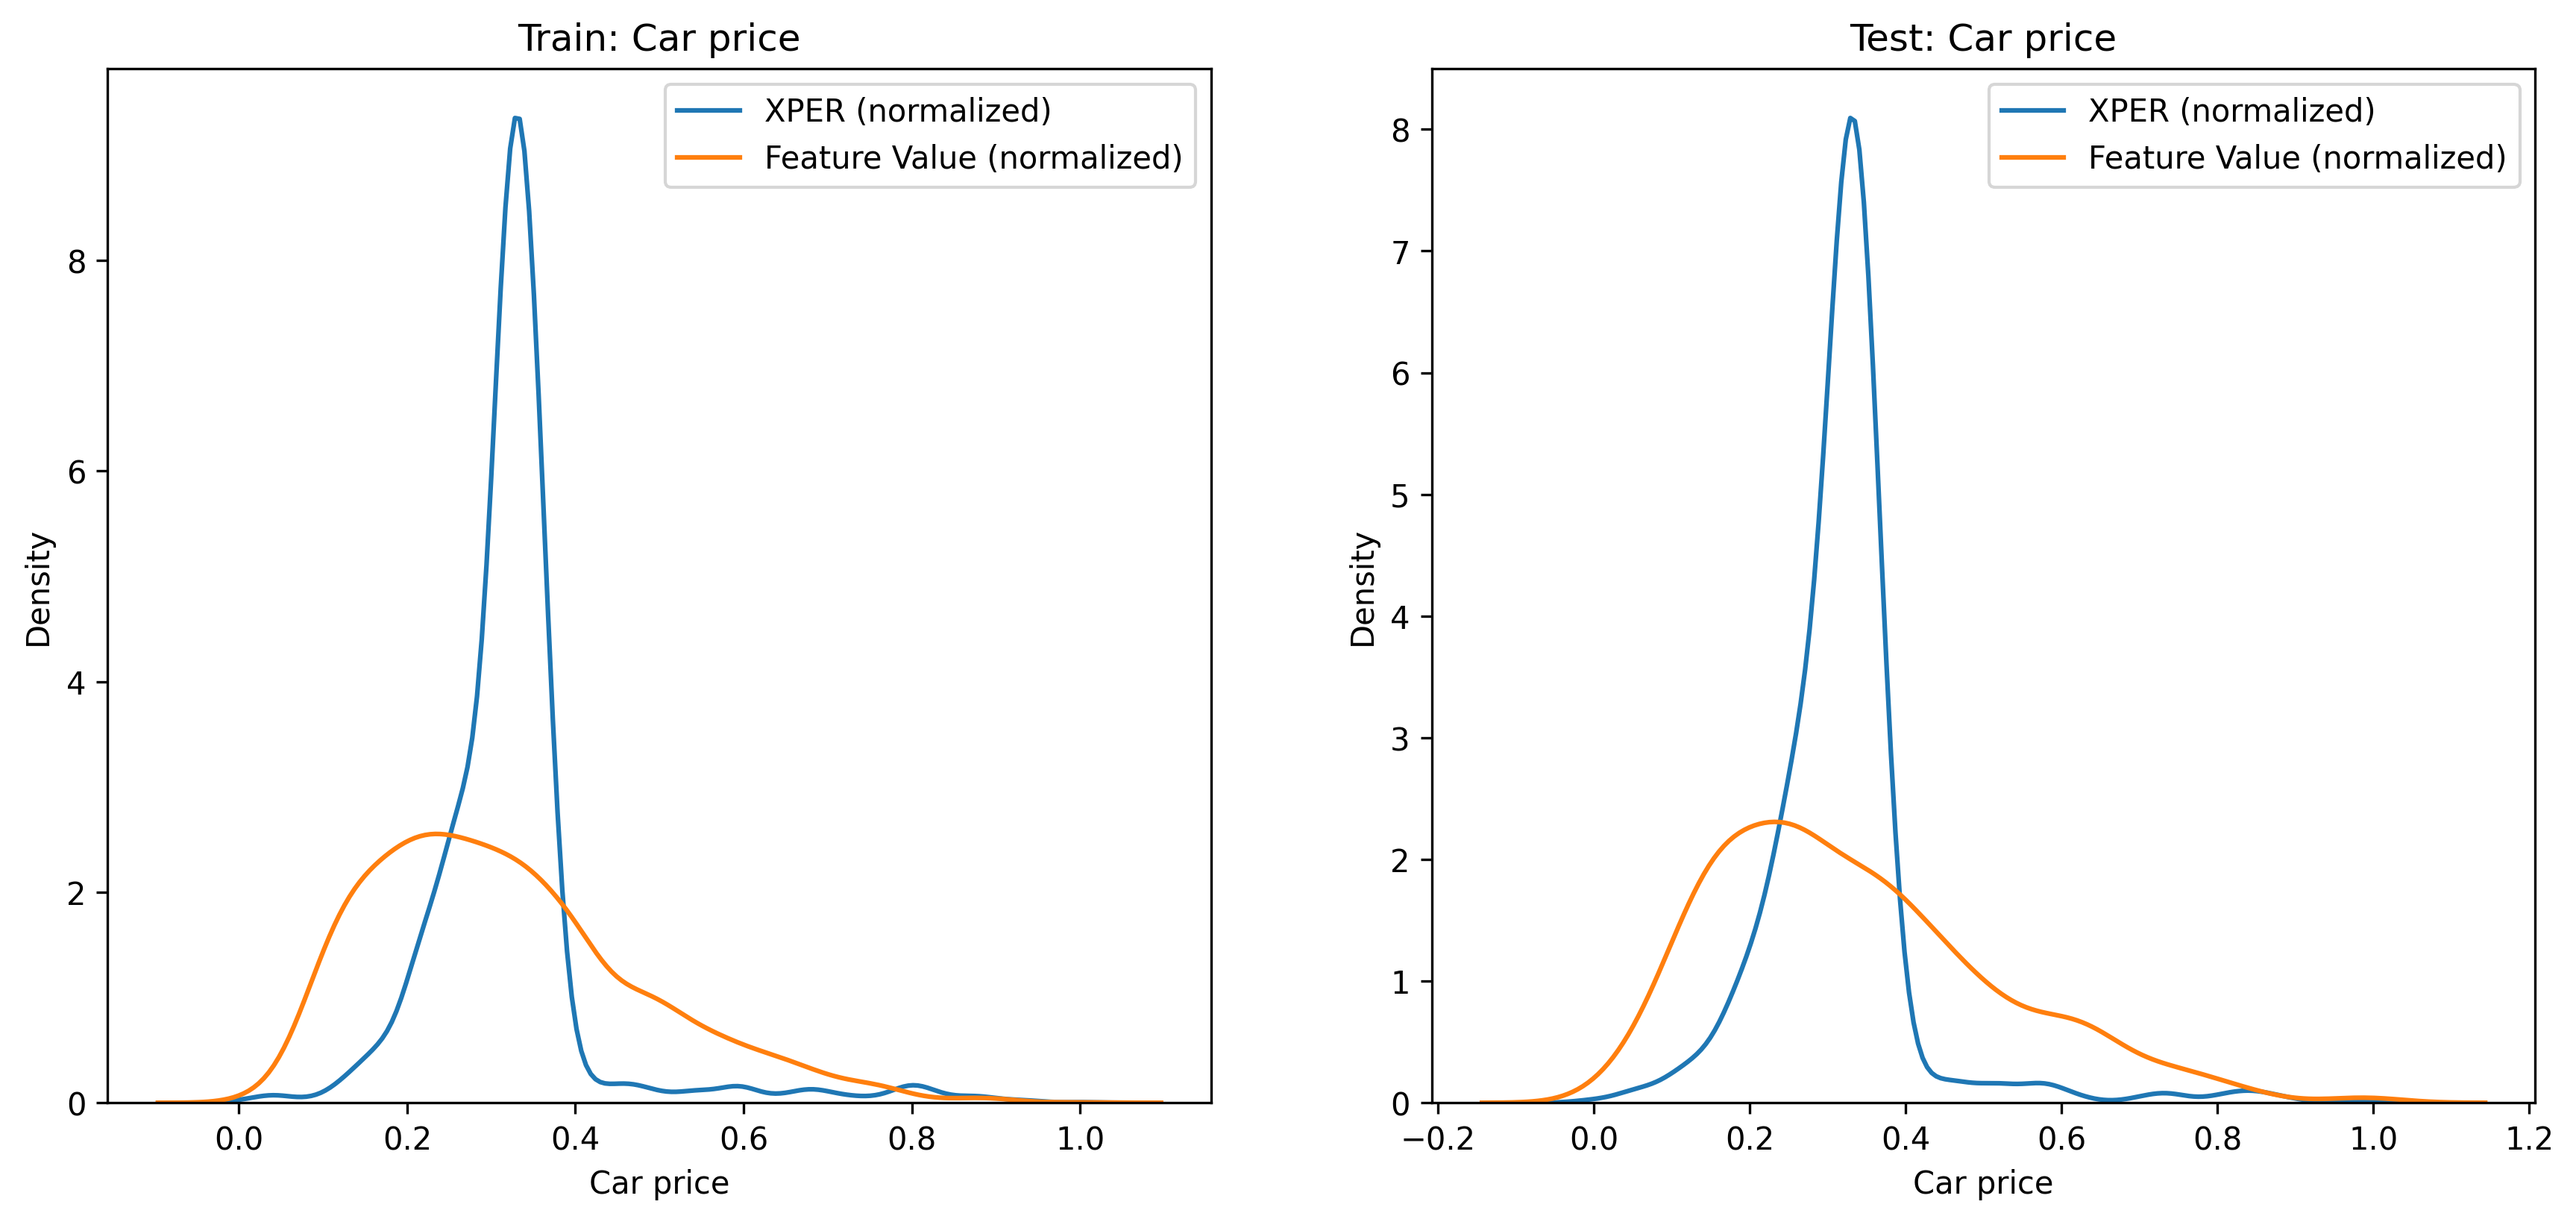 Train: Car price
XPER (normalized)
Feature Value (normalized)
8
6
4
2
0
Density
0.0 0.2 0.4 0.6 0.8 1.0
Car price
Test: Car price
XPER (normalized)
Feature Value (normalized)
8
7
6
5
4
3
2
1
0
Density
−0.2 0.0 0.2 0.4 0.6 0.8 1.0 1.2
Car price